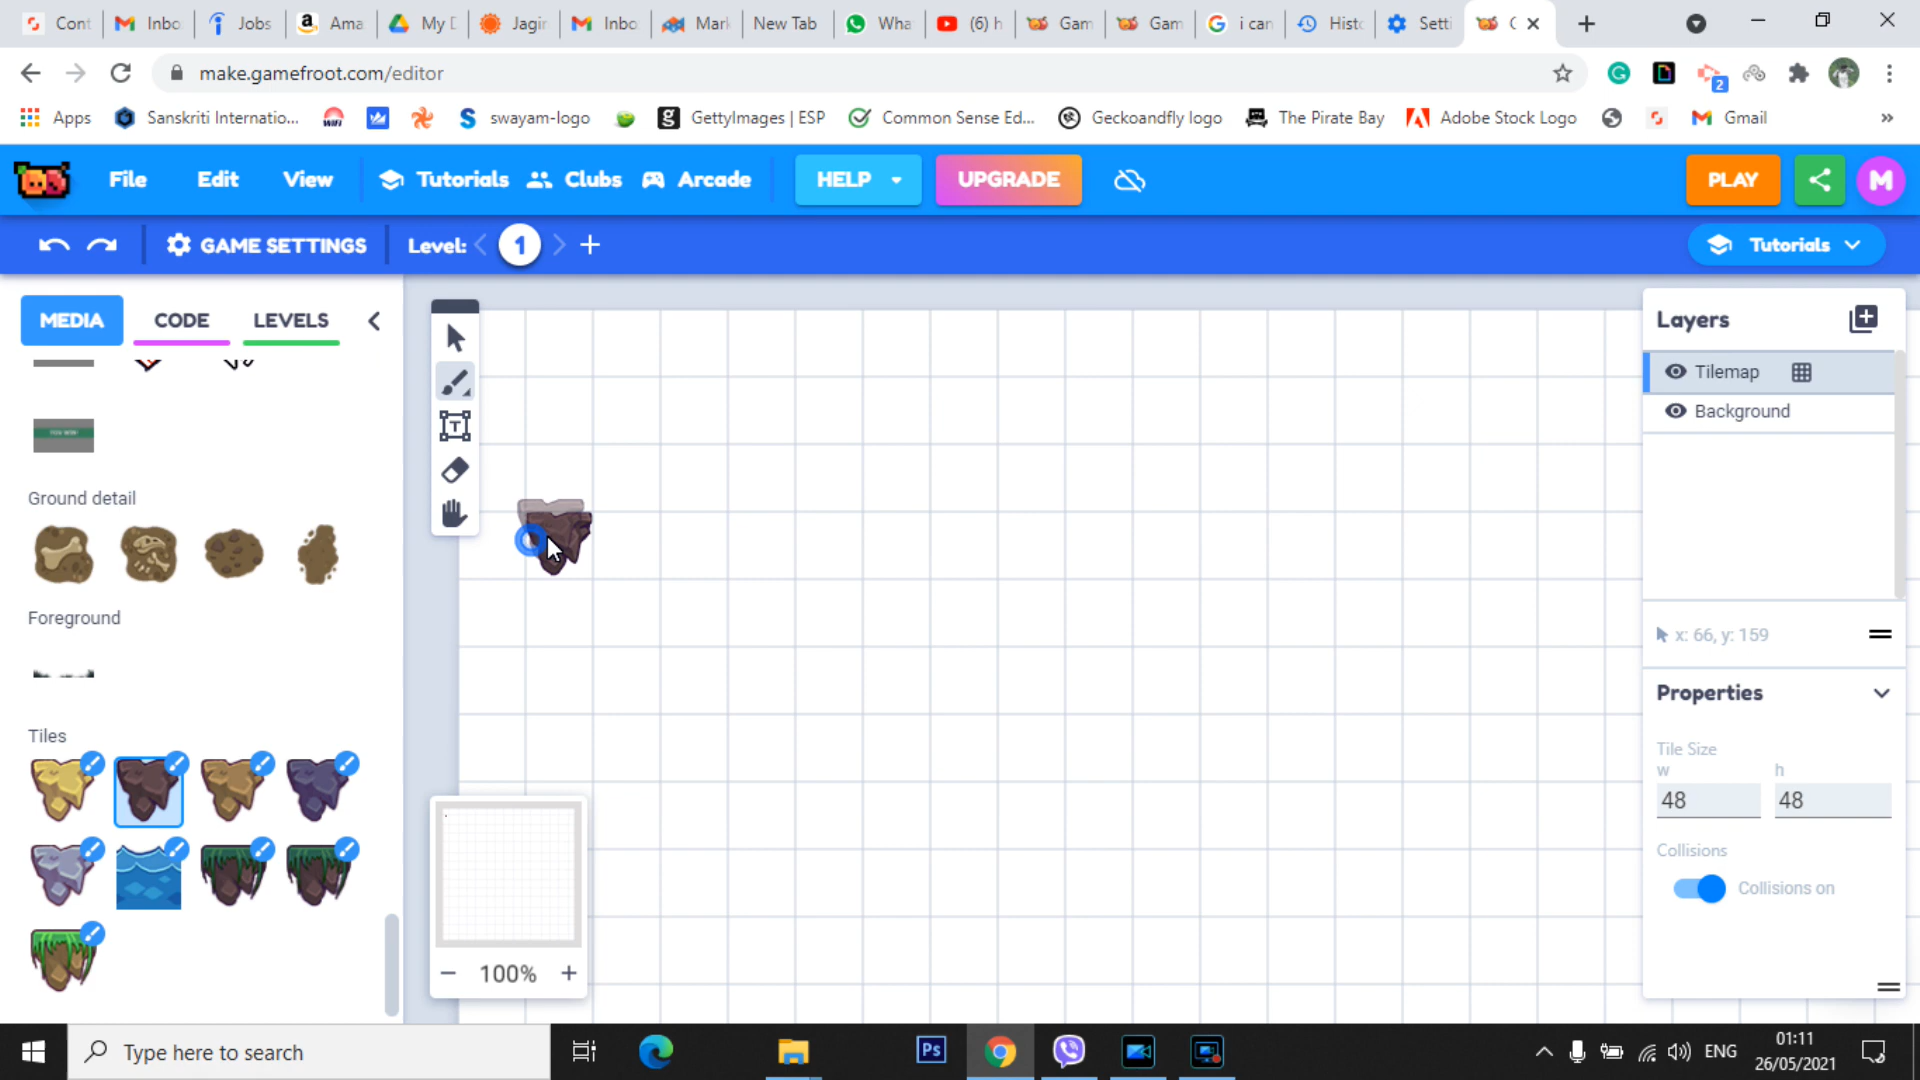 Cont
Inbo
Jobs
Ama
My D
Jagir
Inbo
Mark
New Tab
Wha
(6) h
Gam
Gam
i can
Histo
Setti
make.gamefroot.com/editor
2
Apps
Sanskriti Internatio...
swayam-logo
GettyImages | ESP
Common Sense Ed...
Geckoandfly logo
The Pirate Bay
Adobe Stock Logo
Gmail
»
File
Edit
View
Tutorials
Clubs
Arcade
HELP
UPGRADE
PLAY
M
GAME SETTINGS
Level:
1
Tutorials
MEDIA
CODE
LEVELS
Layers
Tilemap
Background
YOU WON!
Ground detail
Foreground
x: 66, y: 159
Properties
Tiles
Tile Size
w
h
48
48
Collisions
Collisions on
100%
Type here to search
Ps
ENG
01:11
26/05/2021